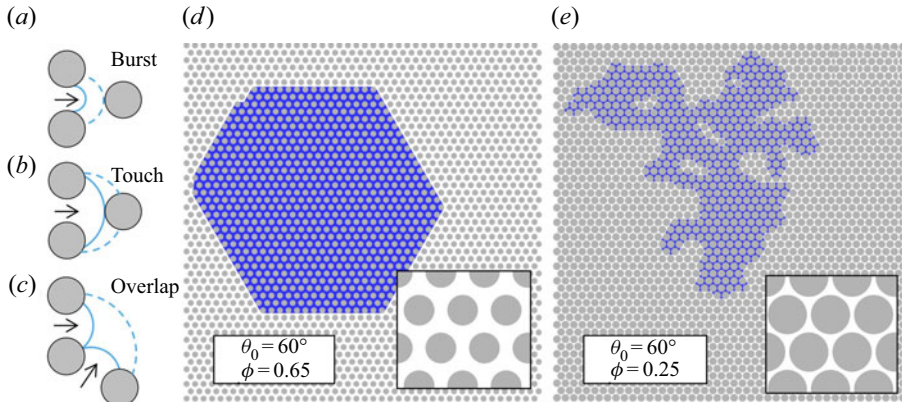 (a)
Burst
(b)
Touch
(c)
Overlap
(d)
θ₀ = 60°
ϕ = 0.65
(e)
θ₀ = 60°
ϕ = 0.25